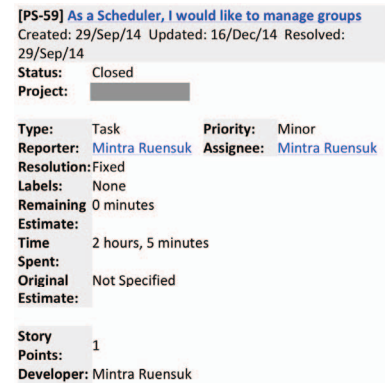 [PS-59] As a Scheduler, I would like to manage groups
Created: 29/Sep/14 Updated: 16/Dec/14 Resolved:
29/Sep/14
Status: Closed
Project:
Type: Task Priority: Minor
Reporter: Mintra Ruensuk Assignee: Mintra Ruensuk
Resolution: Fixed
Labels: None
Remaining 0 minutes
Estimate:
Time 2 hours, 5 minutes
Spent:
Original Not Specified
Estimate:
Story
1
Points:
Developer: Mintra Ruensuk